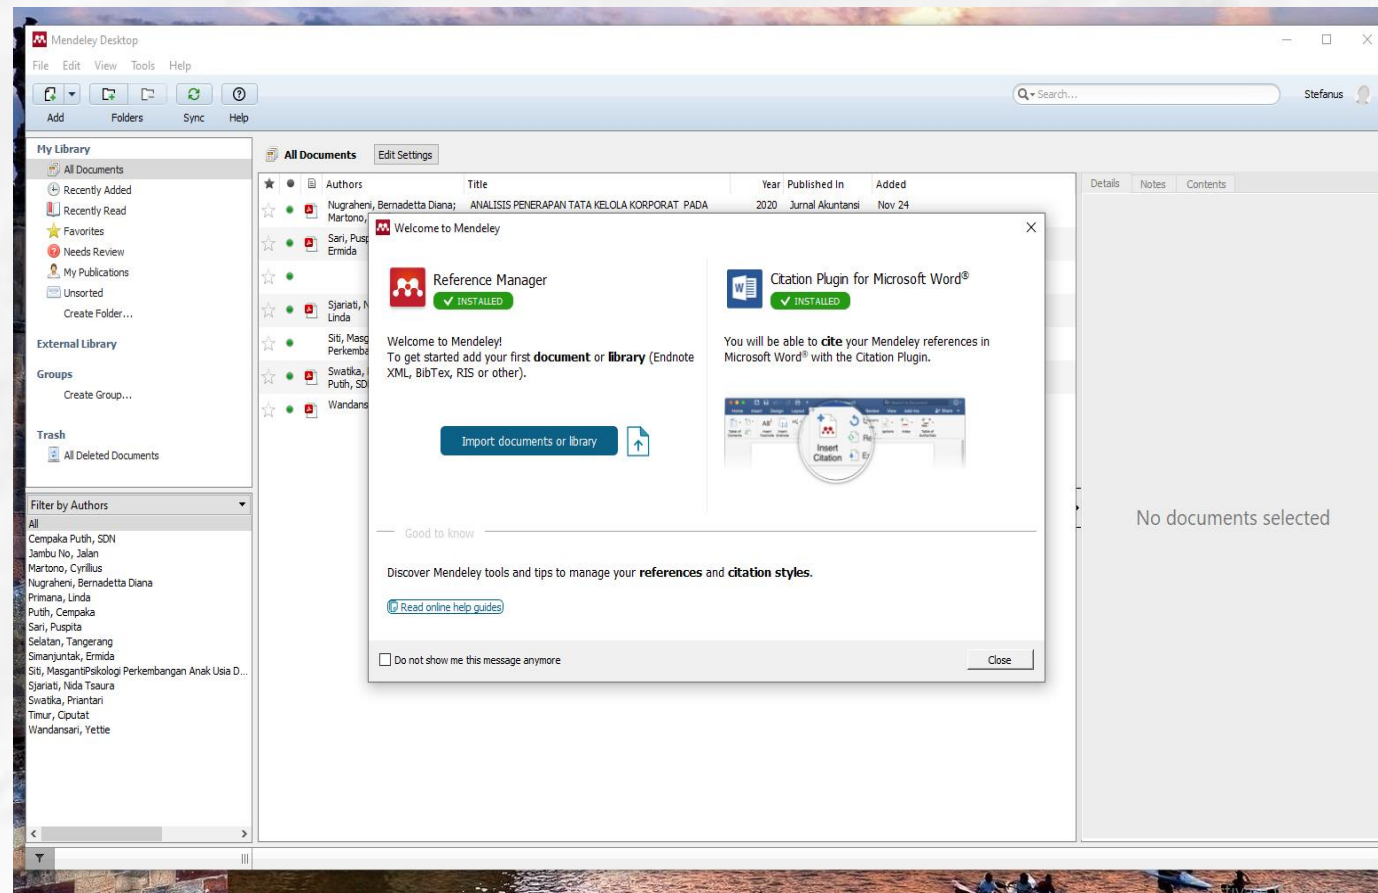 Mendeley Desktop
File Edit View Tools Help
Search...
Stefanus
Add Folders Sync Help
My Library
All Documents
Recently Added
Recently Read
Favorites
Needs Review
My Publications
Unsorted
Create Folder...
External Library
Groups
Create Group...
Trash
All Deleted Documents
Filter by Authors
All
Cempaka Putih, SDN
Jambu No, Jalan
Martono, Cyrillus
Nugraheni, Bernadetta Diana
Primana, Linda
Putih, Cempaka
Sari, Puspita
Selatan, Tangerang
Simanjuntak, Ermida
Siti, MasgantiPsikologi Perkembangan Anak Usia D...
Sjariati, Nida Tsaura
Swatika, Priantari
Timur, Ciputat
Wandansari, Yettie
All Documents Edit Settings
Authors Title Year Published In Added
Nugraheni, Bernadetta Diana; ANALISIS PENERAPAN TATA KELOLA KORPORAT PADA 2020 Jurnal Akuntansi Nov 24
Martono,
Sari, Pusp
Ermida
Sjariati, N
Linda
Siti, Masg
Perkemba
Swatika,
Putih, SD
Wandans
Welcome to Mendeley
Reference Manager
INSTALLED
Welcome to Mendeley!
To get started add your first document or library (Endnote
XML, BibTex, RIS or other).
Import documents or library
Citation Plugin for Microsoft Word®
INSTALLED
You will be able to cite your Mendeley references in
Microsoft Word® with the Citation Plugin.
Insert
Citation
Good to know
Discover Mendeley tools and tips to manage your references and citation styles.
Read online help guides
Do not show me this message anymore
Close
Details Notes Contents
No documents selected